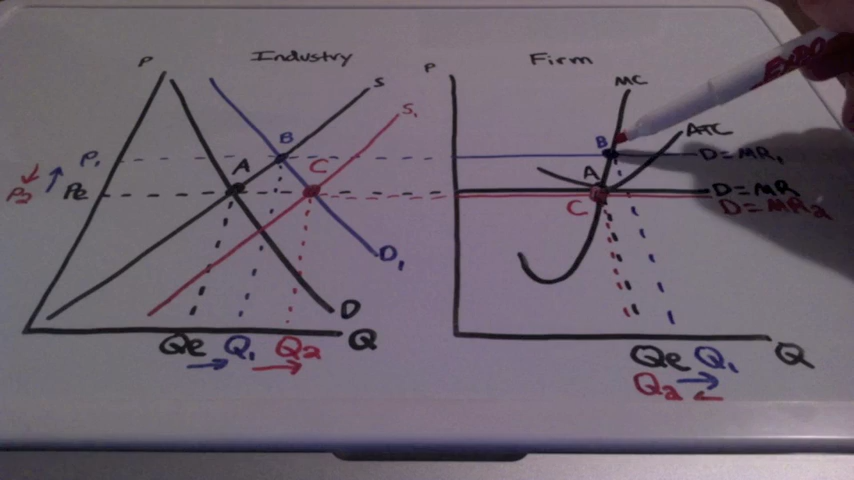 Industry
P
S
S1
P1
B
A
C
P2
Pe
D1
D
Qe Q1 Q2 Q
Firm
P
MC
EXPO
ATC
B
D=MR1
A
D=MR
C
D=MR2
Qe Q1 Q
Q2